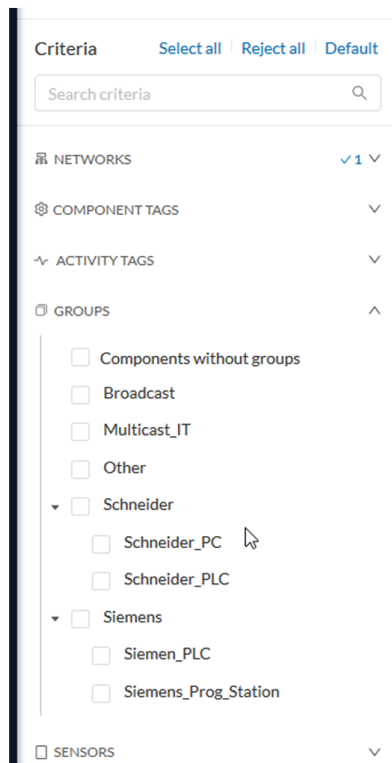 Criteria Select all Reject all Default
Search criteria
NETWORKS 1
COMPONENT TAGS
ACTIVITY TAGS
GROUPS
Components without groups
Broadcast
Multicast_IT
Other
Schneider
Schneider_PC
Schneider_PLC
Siemens
Siemen_PLC
Siemens_Prog_Station
SENSORS